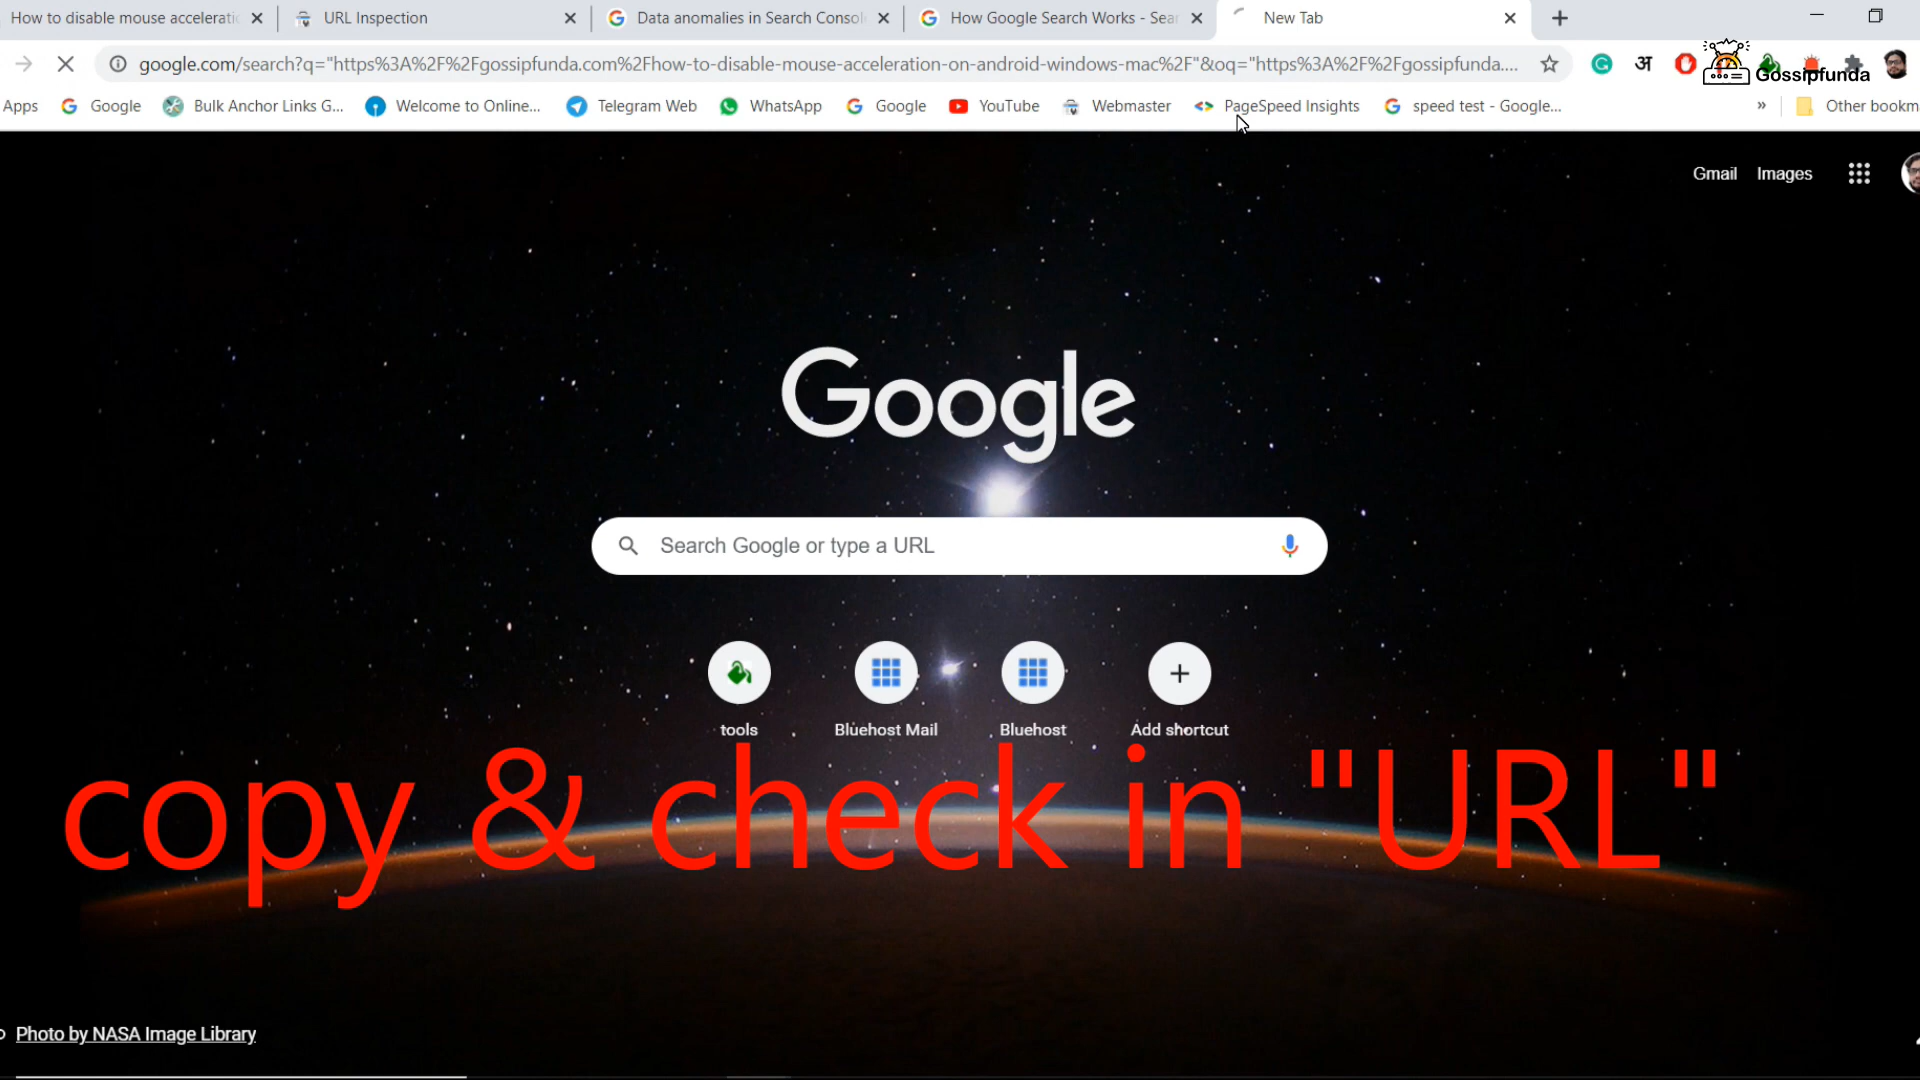 How to disable mouse accelerati
URL Inspection
Data anomalies in Search Consol
How Google Search Works - Sear
New Tab
google.com/search?q="https%3A%2F%2Fgossipfunda.com%2Fhow-to-disable-mouse-acceleration-on-android-windows-mac%2F"&oq="https%3A%2F%2Fgossipfunda....
अ
Gossipfunda
Apps
Google
Bulk Anchor Links G...
Welcome to Online...
Telegram Web
WhatsApp
Google
YouTube
Webmaster
PageSpeed Insights
speed test - Google...
»
Other bookm
Gmail
Images
Google
Search Google or type a URL
tools
Bluehost Mail
Bluehost
Add shortcut
copy & check in "URL"
Photo by NASA Image Library